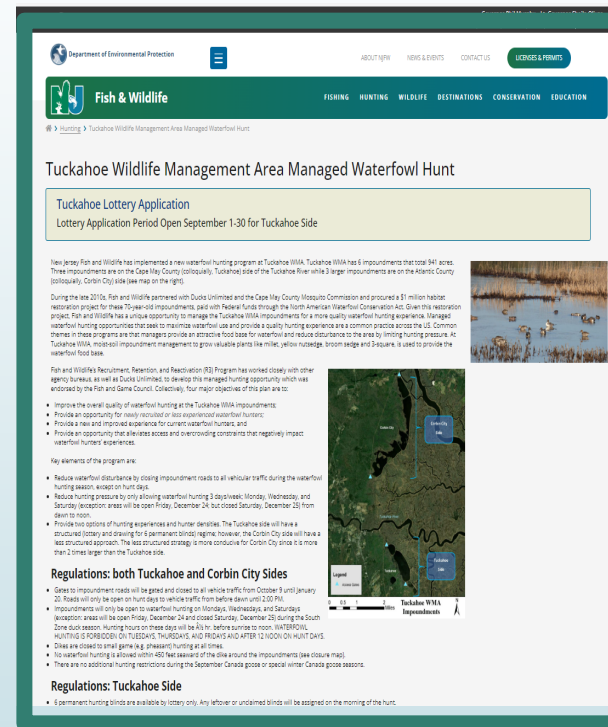 Department of Environmental Protection
ABOUT NJFW NEWS & EVENTS CONTACT US LICENSES & PERMITS
Fish & Wildlife
FISHING HUNTING WILDLIFE DESTINATIONS CONSERVATION EDUCATION
Hunting > Tuckahoe Wildlife Management Area Managed Waterfowl Hunt
Tuckahoe Wildlife Management Area Managed Waterfowl Hunt
Tuckahoe Lottery Application
Lottery Application Period Open September 1-30 for Tuckahoe Side
New Jersey Fish and Wildlife has implemented a new waterfowl hunting program at Tuckahoe WMA. Tuckahoe WMA has 6 impoundments that total 941 acres.
Three impoundments are on the Cape May County (colloquially, Tuckahoe) side of the Tuckahoe River while 3 larger impoundments are on the Atlantic County
(colloquially, Corbin City) side (see map on the right).
During the late 2010s, Fish and Wildlife partnered with Ducks Unlimited and the Cape May County Mosquito Commission and procured a $1 million habitat
restoration project for these 70-year-old impoundments, paid with Federal funds through the North American Waterfowl Conservation Act. Given this restoration
project, Fish and Wildlife has a unique opportunity to manage the Tuckahoe WMA impoundments for a more quality waterfowl hunting experience. Managed
waterfowl hunting opportunities that seek to maximize waterfowl use and provide a quality hunting experience are a common practice across the US. Common
themes in these programs are that managers provide an attractive food base for waterfowl and reduce disturbance to the area by limiting hunting pressure. At
Tuckahoe WMA, moist-soil impoundment management to grow valuable plants like millet, yellow nutsedge, broom sedge and 3-square, is used to provide the
waterfowl food base.
Fish and Wildlife's Recruitment, Retention, and Reactivation (R3) Program has worked closely with other
agency bureaus, as well as Ducks Unlimited, to develop this managed hunting opportunity which was
endorsed by the Fish and Game Council. Collectively, four major objectives of this plan are to:
• Improve the overall quality of waterfowl hunting at the Tuckahoe WMA impoundments;
• Provide an opportunity for newly recruited or less experienced waterfowl hunters;
• Provide a new and improved experience for current waterfowl hunters, and
• Provide an opportunity that alleviates access and overcrowding constraints that negatively impact
waterfowl hunters' experiences.
Key elements of the program are:
• Reduce waterfowl disturbance by closing impoundment roads to all vehicular traffic during the waterfowl
hunting season, except on hunt days.
• Reduce hunting pressure by only allowing waterfowl hunting 3 days/week: Monday, Wednesday, and
Saturday (exception: areas will be open Friday, December 24; but closed Saturday, December 25) from
dawn to noon.
• Provide two options of hunting experiences and hunter densities. The Tuckahoe side will have a
structured (lottery and drawing for 6 permanent blinds) regime; however, the Corbin City side will have a
less structured approach. The less structured strategy is more conducive for Corbin City since it is more
than 2 times larger than the Tuckahoe side.
Regulations: both Tuckahoe and Corbin City Sides
• Gates to impoundment roads will be gated and closed to all vehicle traffic from October 9 until January
20. Roads will only be open on hunt days to vehicle traffic from before dawn until 2:00 PM.
• Impoundments will only be open to waterfowl hunting on Mondays, Wednesdays, and Saturdays
(exception: areas will be open Friday, December 24 and closed Saturday, December 25) during the South
Zone duck season. Hunting hours on these days will be Â½ hr. before sunrise to noon. WATERFOWL
HUNTING IS FORBIDDEN ON TUESDAYS, THURSDAYS, AND FRIDAYS AND AFTER 12 NOON ON HUNT DAYS.
• Dikes are closed to small game (e.g. pheasant) hunting at all times.
• No waterfowl hunting is allowed within 450 feet seaward of the dike around the impoundments (see closure map).
• There are no additional hunting restrictions during the September Canada goose or special winter Canada goose seasons.
Regulations: Tuckahoe Side
• 6 permanent hunting blinds are available by lottery only. Any leftover or unclaimed blinds will be assigned on the morning of the hunt.
Corbin City
Side
Tuckahoe
Side
Legend
0 0.5 1 2
Miles
Tuckahoe WMA
Impoundments
N